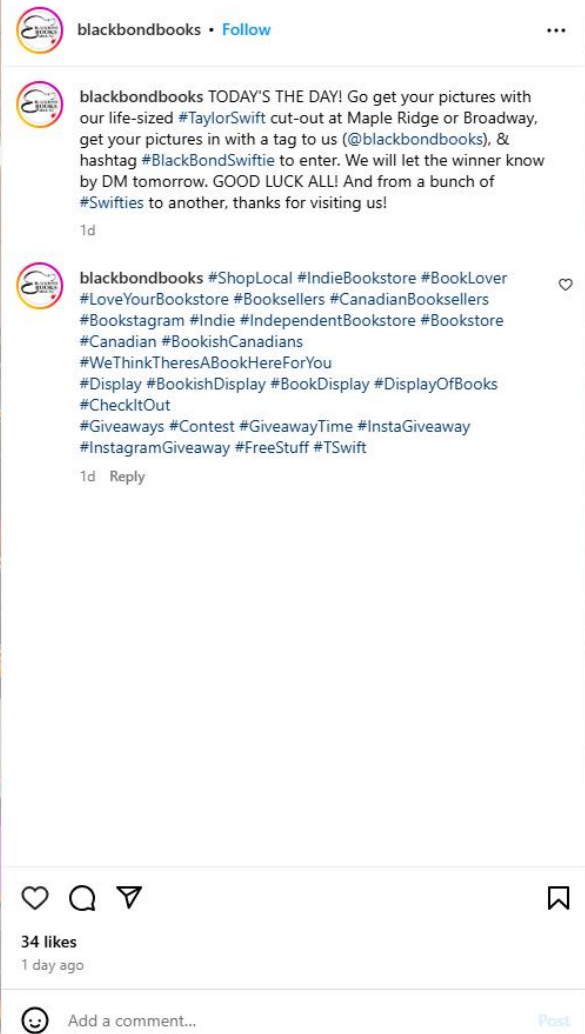 blackbondbooks • Follow
blackbondbooks TODAY'S THE DAY! Go get your pictures with
our life-sized #TaylorSwift cut-out at Maple Ridge or Broadway,
get your pictures in with a tag to us (@blackbondbooks), &
hashtag #BlackBondSwiftie to enter. We will let the winner know
by DM tomorrow. GOOD LUCK ALL! And from a bunch of
#Swifties to another, thanks for visiting us!
1d
blackbondbooks #ShopLocal #IndieBookstore #BookLover
#LoveYourBookstore #Booksellers #CanadianBooksellers
#Bookstagram #Indie #IndependentBookstore #Bookstore
#Canadian #BookishCanadians
#WeThinkTheresABookHereForYou
#Display #BookishDisplay #BookDisplay #DisplayOfBooks
#CheckItOut
#Giveaways #Contest #GiveawayTime #InstaGiveaway
#InstagramGiveaway #FreeStuff #TSwift
1d Reply
34 likes
1 day ago
Add a comment... Post